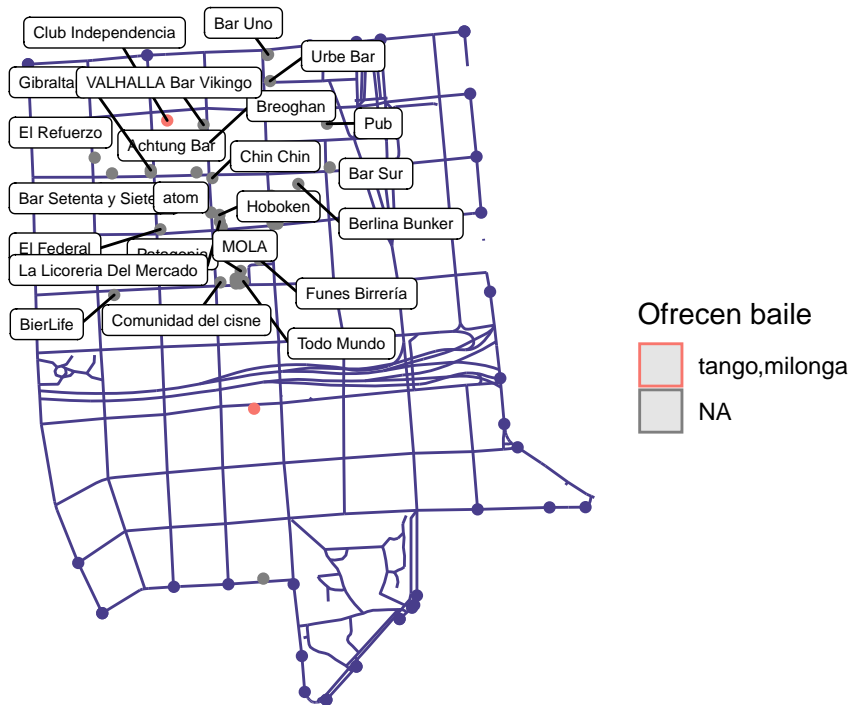 Bar Uno
Club Independencia
Urbe Bar
Gibralta
VALHALLA Bar Vikingo
Breoghan
Pub
El Refuerzo
Achtung Bar
Chin Chin
Bar Sur
Bar Setenta y Siete
atom
Hoboken
Berlina Bunker
El Federal
MOLA
La Licoreria Del Mercado
Funes Birrería
BierLife
Comunidad del cisne
Todo Mundo
Ofrecen baile
tango,milonga
NA